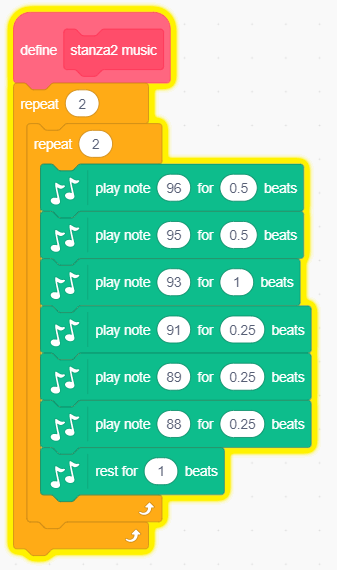 define stanza2 music
repeat 2
repeat 2
play note 96 for 0.5 beats
play note 95 for 0.5 beats
play note 93 for 1 beats
play note 91 for 0.25 beats
play note 89 for 0.25 beats
play note 88 for 0.25 beats
rest for 1 beats